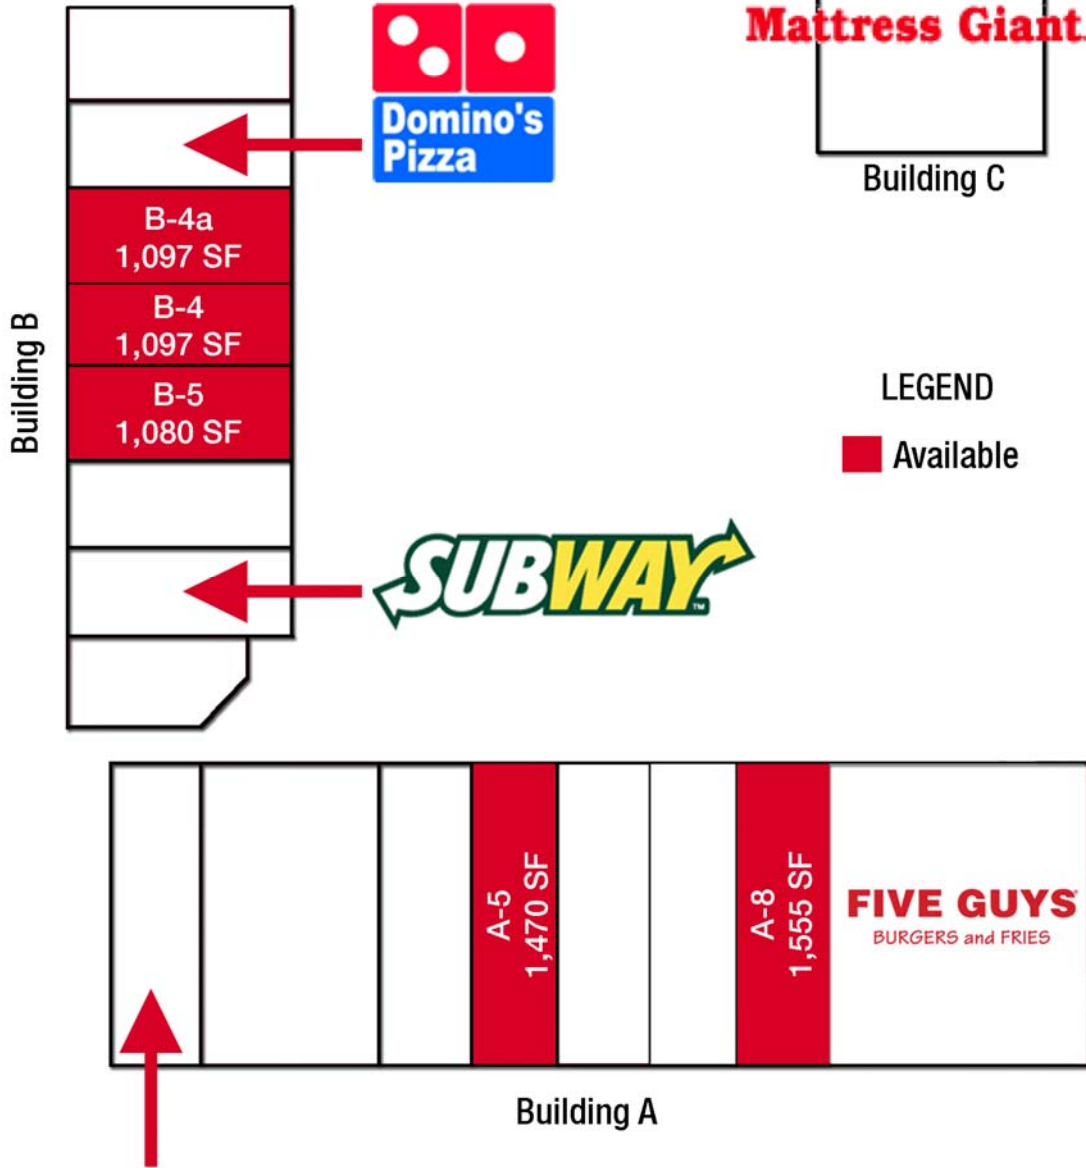 Mattress Giant
Domino's
Pizza
Building C
B-4a
1,097 SF
B-4
1,097 SF
B-5
1,080 SF
Building B
LEGEND
Available
SUBWAY™
A-5
1,470 SF
A-8
1,555 SF
FIVE GUYS
BURGERS and FRIES
Building A